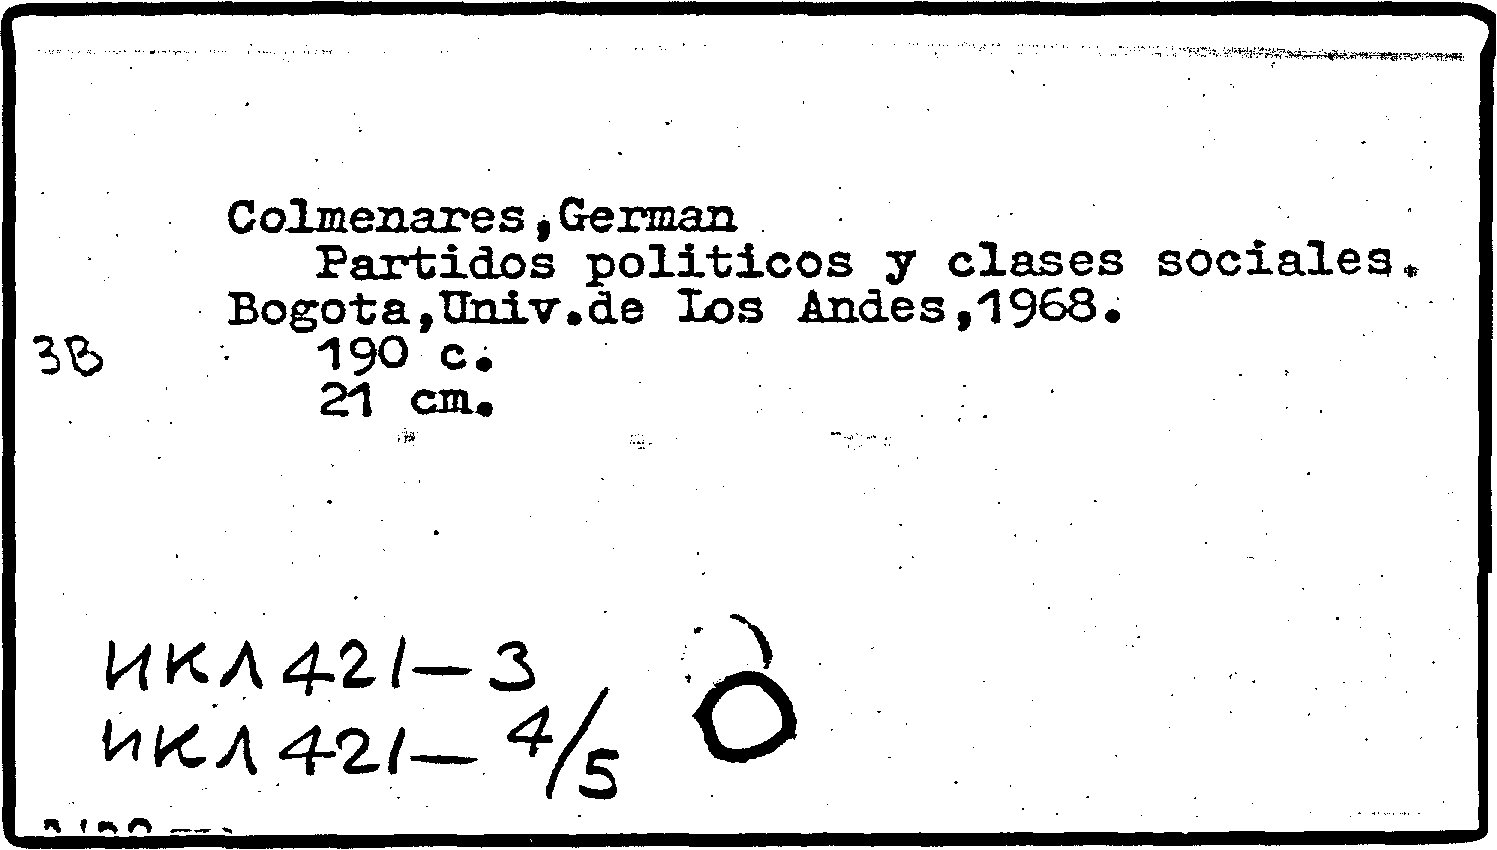 Colmenares,German
Partidos politicos y clases sociales.
Bogota,Univ.de Los Andes,1968.
3В
190 с.
21 cm.
ИКЛ421-3
ИКЛ421-4/5